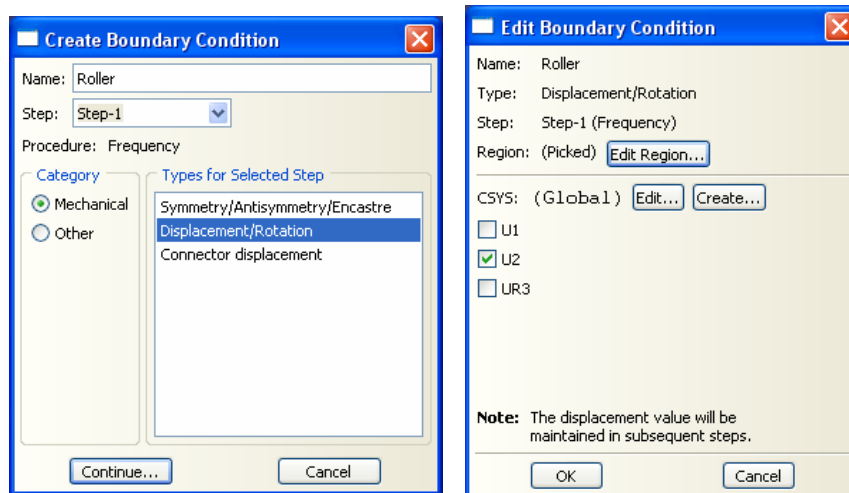 Create Boundary Condition
Name: Roller
Step: Step-1
Procedure: Frequency
Category
Mechanical
Other
Types for Selected Step
Symmetry/Antisymmetry/Encastre
Displacement/Rotation
Connector displacement
Continue...
Cancel
Edit Boundary Condition
Name: Roller
Type: Displacement/Rotation
Step: Step-1 (Frequency)
Region: (Picked) Edit Region...
CSYS: (Global) Edit... Create...
U1
U2
UR3
Note: The displacement value will be
maintained in subsequent steps.
OK
Cancel